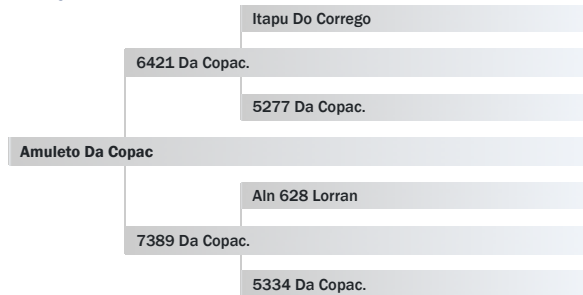 Itapu Do Corrego
6421 Da Copac.
5277 Da Copac.
Amuleto Da Copac
Aln 628 Lorran
7389 Da Copac.
5334 Da Copac.